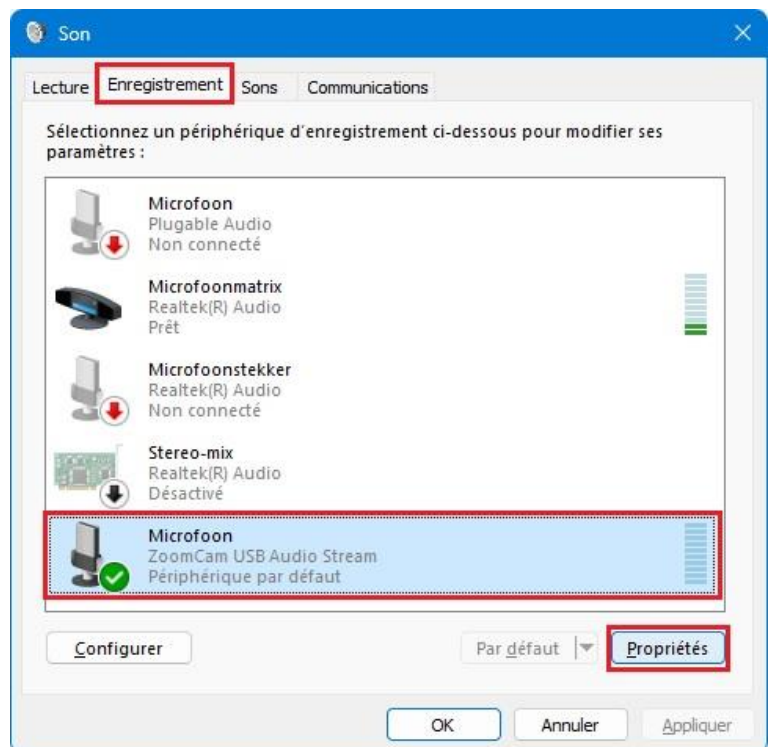 Son
Lecture Enregistrement Sons Communications
Sélectionnez un périphérique d'enregistrement ci-dessous pour modifier ses
paramètres :
Microfoon
Plugable Audio
Non connecté
Microfoonmatrix
Realtek(R) Audio
Prêt
Microfoonstekker
Realtek(R) Audio
Non connecté
Stereo-mix
Realtek(R) Audio
Désactivé
Microfoon
ZoomCam USB Audio Stream
Périphérique par défaut
Configurer Par défaut Propriétés
OK Annuler Appliquer